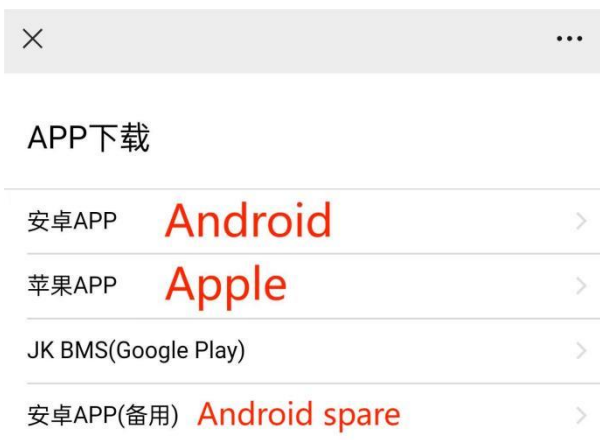 APP下载
安卓APP Android
苹果APP Apple
JK BMS(Google Play)
安卓APP(备用) Android spare